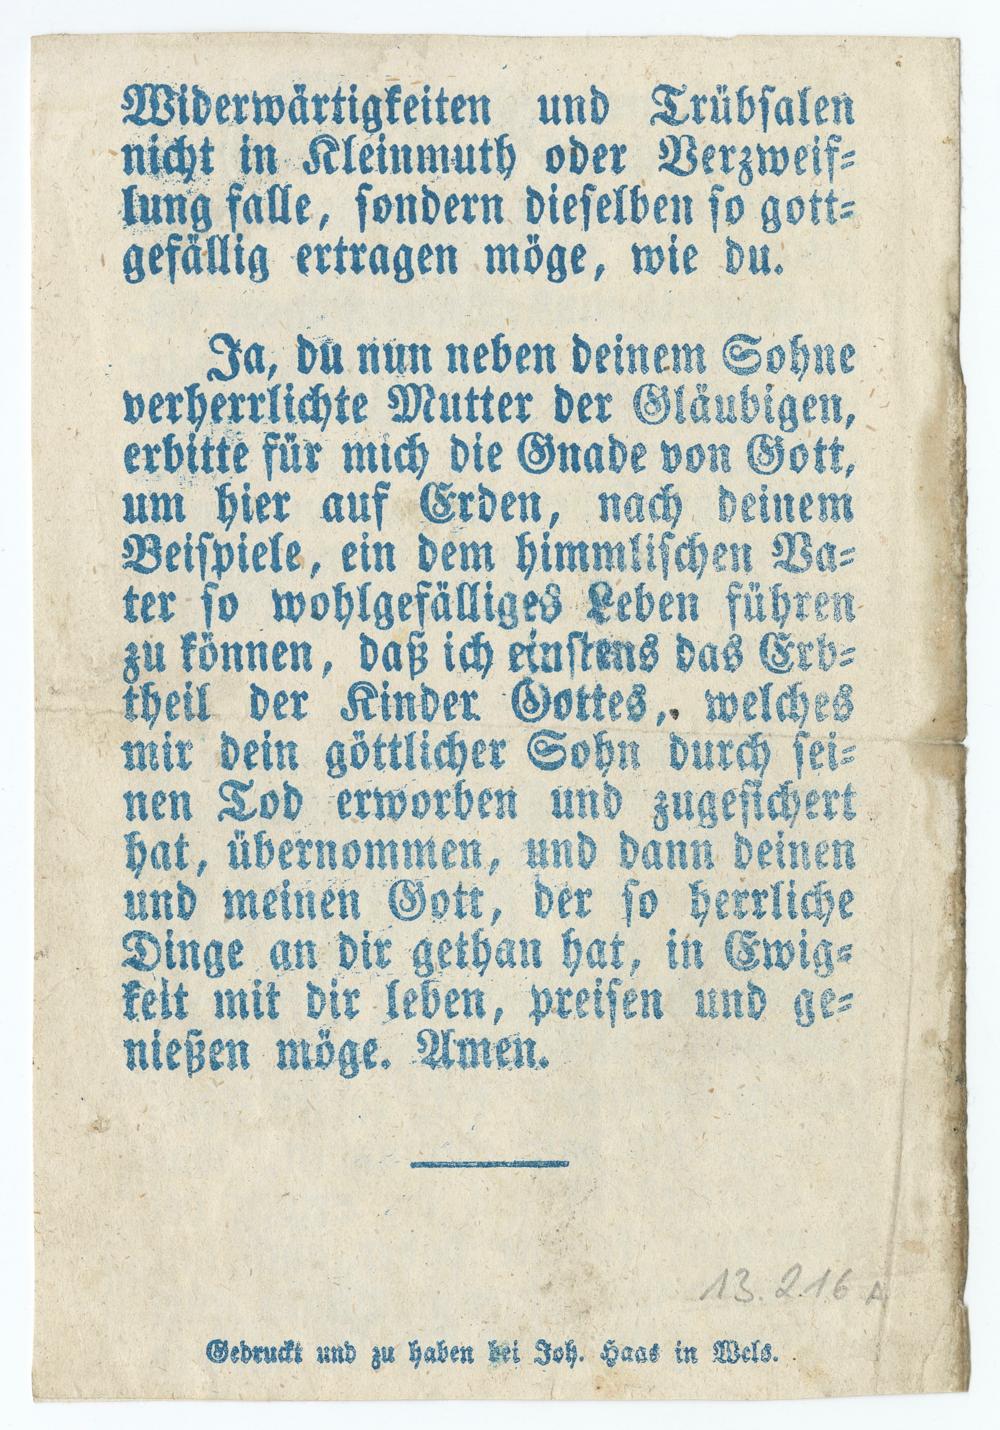 Widerwärtigkeiten und Trübsalen
nicht in Kleinmuth oder Verzweif=
lung falle, sondern dieselben so gott=
gefällig ertragen möge, wie du.
Ja, du nun neben deinem Sohne
verherrlichte Mutter der Gläubigen,
erbitte für mich die Gnade von Gott,
um hier auf Erden, nach deinem
Beispiele, ein dem himmlischen Va=
ter so wohlgefälliges Leben führen
zu können, daß ich einstens das Erb=
theil der Kinder Gottes, welches
mir dein göttlicher Sohn durch sei=
nen Tod erworben und zugesichert
hat, übernommen, und dann deinen
und meinen Gott, der so herrliche
Dinge an dir gethan hat, in Ewig=
keit mit dir leben, preisen und ge=
nießen möge. Amen.
13.216 A
Gedruckt und zu haben bei Joh. Haas in Wels.